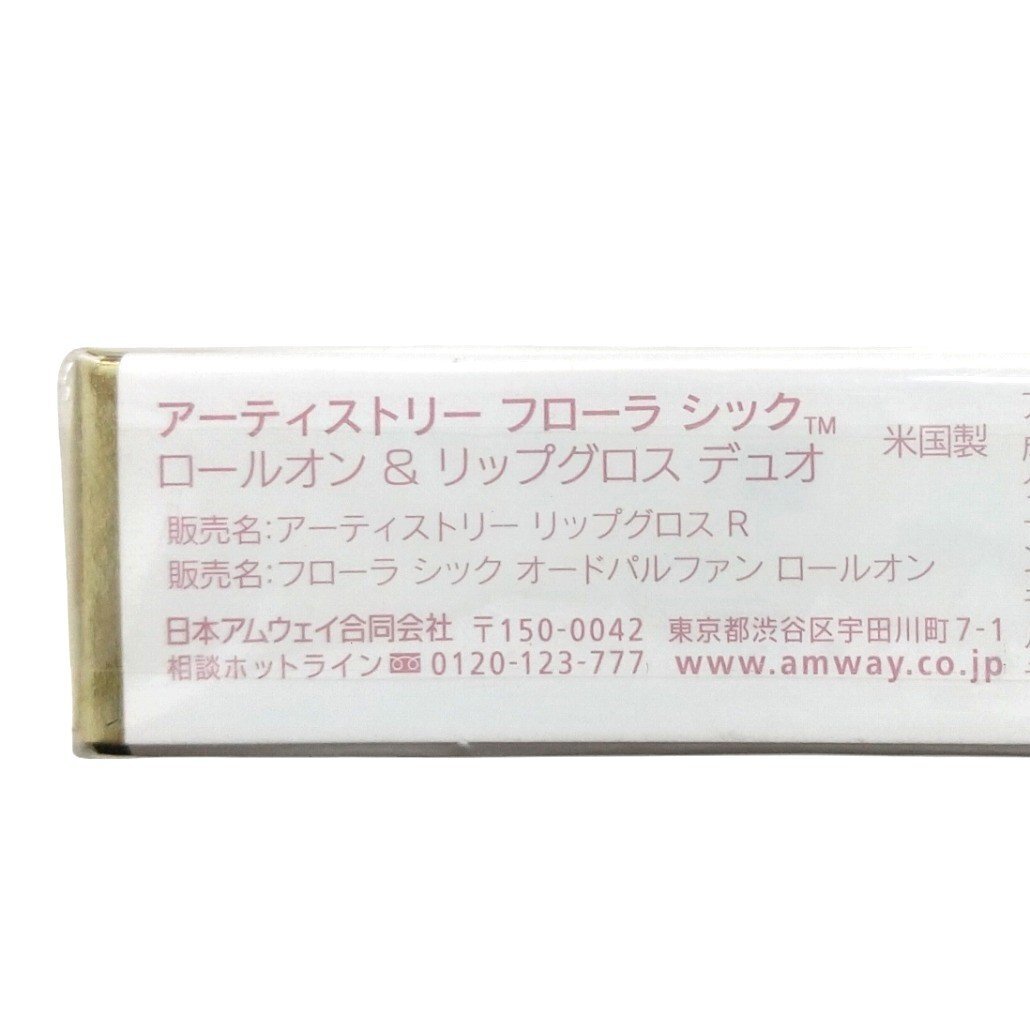 アーティストリー フローラ シック™
ロールオン & リップグロス デュオ
米国製
販売名:アーティストリー リップグロス R
販売名:フローラ シック オードパルファン ロールオン
日本アムウェイ合同会社 〒150-0042 東京都渋谷区宇田川町7-1
相談ホットライン 0120-123-777 www.amway.co.jp